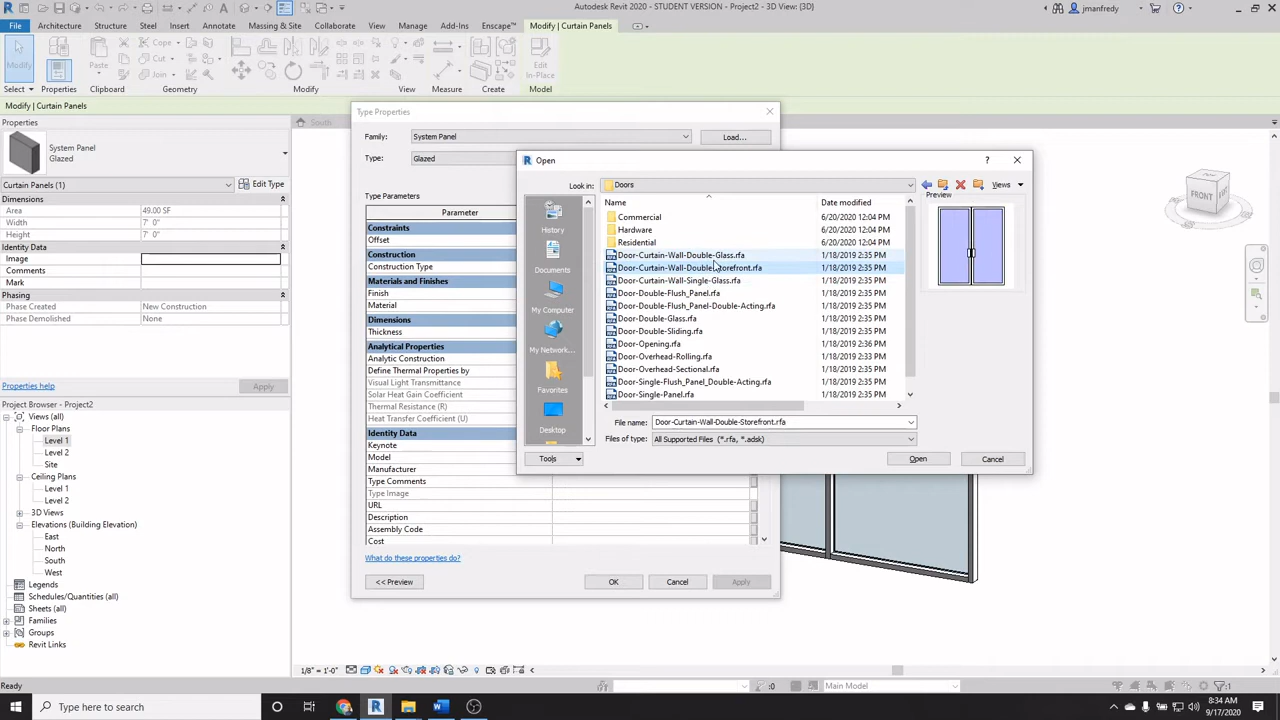 Autodesk Revit 2020 - STUDENT VERSION - Project2 - 3D View: {3D}
jmanfredy
File
Architecture
Structure
Steel
Insert
Annotate
Analyze
Massing & Site
Collaborate
View
Manage
Add-Ins
Enscape™
Modify | Curtain Panels
Modify
Paste
Cope
Cut
Join
Edit
In-Place
Select
Properties
Clipboard
Geometry
Modify
View
Measure
Create
Model
Modify | Curtain Panels
Properties
System Panel
Glazed
Curtain Panels (1)
Edit Type
Dimensions
Area 49.00 SF
Width 7' 0"
Height 7' 0"
Identity Data
Image
Comments
Mark
Phasing
Phase Created New Construction
Phase Demolished None
Properties help
Apply
Project Browser - Project2
Views (all)
Floor Plans
Level 1
Level 2
Site
Ceiling Plans
Level 1
Level 2
3D Views
Elevations (Building Elevation)
East
North
South
West
Legends
Schedules/Quantities (all)
Sheets (all)
Families
Groups
Revit Links
South
Type Properties
Family: System Panel
Load...
Type: Glazed
Type Parameters
Parameter
Constraints
Offset
Construction
Construction Type
Materials and Finishes
Finish
Material
Dimensions
Thickness
Analytical Properties
Analytic Construction
Define Thermal Properties by
Visual Light Transmittance
Solar Heat Gain Coefficient
Thermal Resistance (R)
Heat Transfer Coefficient (U)
Identity Data
Keynote
Model
Manufacturer
Type Comments
Type Image
URL
Description
Assembly Code
Cost
What do these properties do?
<< Preview
OK
Cancel
Apply
Open
Look in: Doors
Views
Preview
History
Documents
My Computer
My Network...
Favorites
Desktop
Name Date modified
Commercial 6/20/2020 12:04 PM
Hardware 6/20/2020 12:04 PM
Residential 6/20/2020 12:04 PM
Door-Curtain-Wall-Double-Glass.rfa 1/18/2019 2:35 PM
Door-Curtain-Wall-Double-Storefront.rfa 1/18/2019 2:35 PM
Door-Curtain-Wall-Single-Glass.rfa 1/18/2019 2:35 PM
Door-Double-Flush_Panel.rfa 1/18/2019 2:35 PM
Door-Double-Flush_Panel-Double-Acting.rfa 1/18/2019 2:35 PM
Door-Double-Glass.rfa 1/18/2019 2:35 PM
Door-Double-Sliding.rfa 1/18/2019 2:35 PM
Door-Opening.rfa 1/18/2019 2:36 PM
Door-Overhead-Rolling.rfa 1/18/2019 2:33 PM
Door-Overhead-Sectional.rfa 1/18/2019 2:35 PM
Door-Single-Flush_Panel_Double-Acting.rfa 1/18/2019 2:35 PM
Door-Single-Panel.rfa 1/18/2019 2:35 PM
File name: Door-Curtain-Wall-Double-Storefront.rfa
Files of type: All Supported Files (*.rfa, *.adsk)
Tools
Open
Cancel
FRONT
1/8" = 1'-0"
Ready
:0
Main Model
:1
Type here to search
8:34 AM
9/17/2020